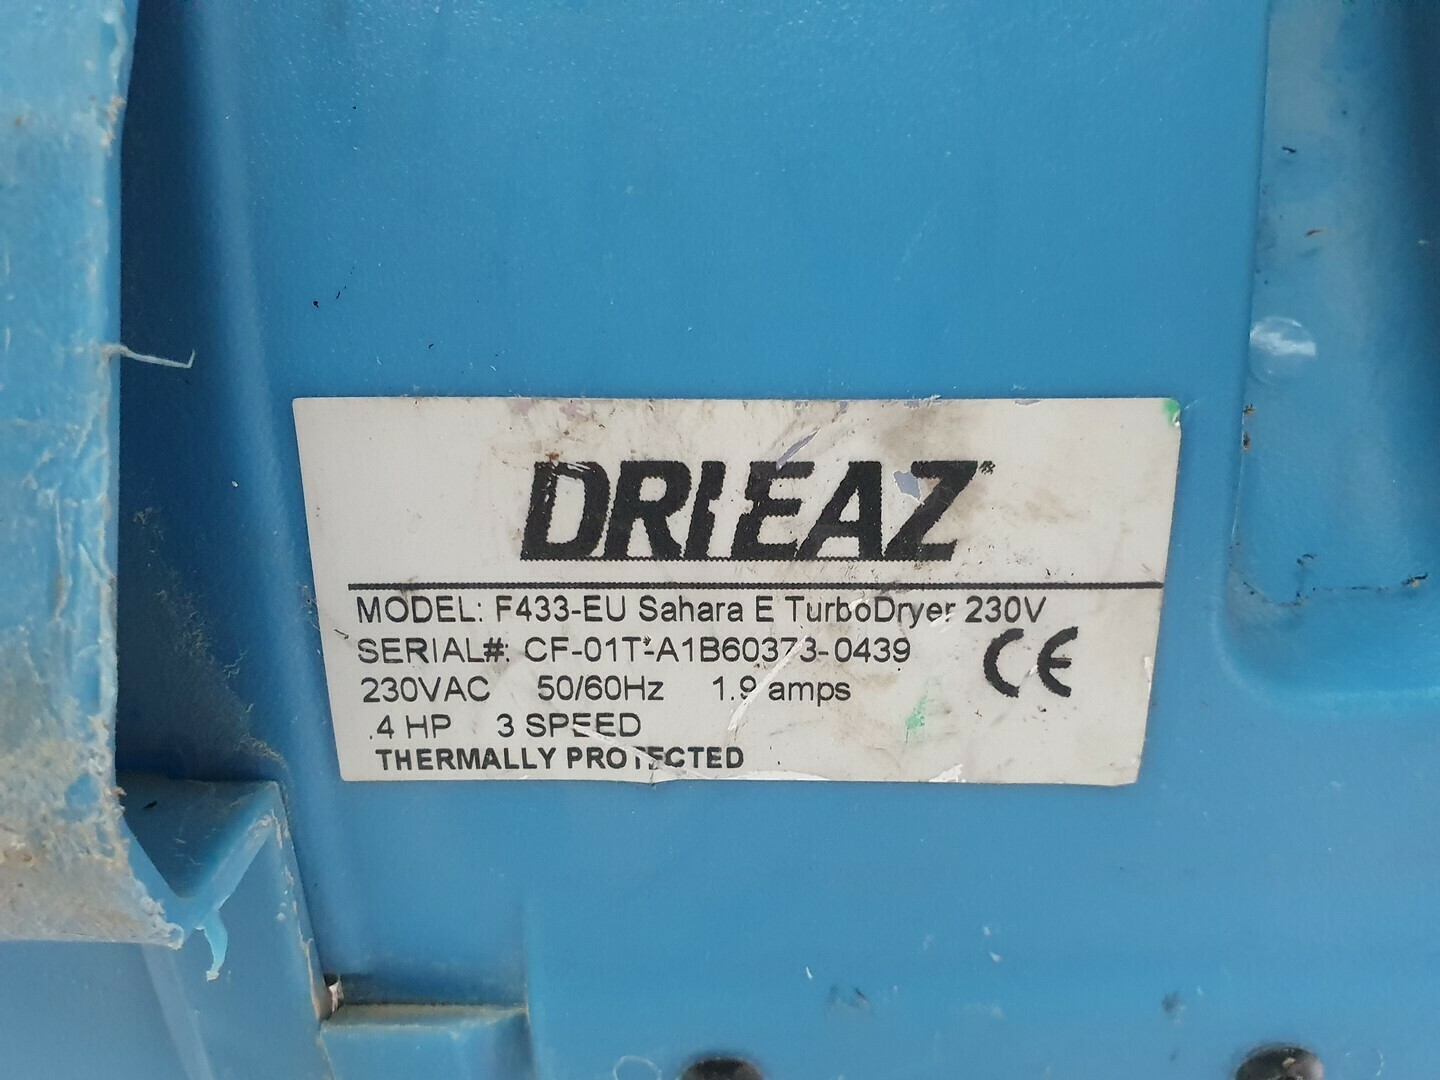 DRIEAZ®
MODEL: F433-EU Sahara E TurboDryer 230V
SERIAL#: CF-01T-A1B60373-0439
230VAC 50/60Hz 1.9 amps
.4 HP 3 SPEED
THERMALLY PROTECTED
CE